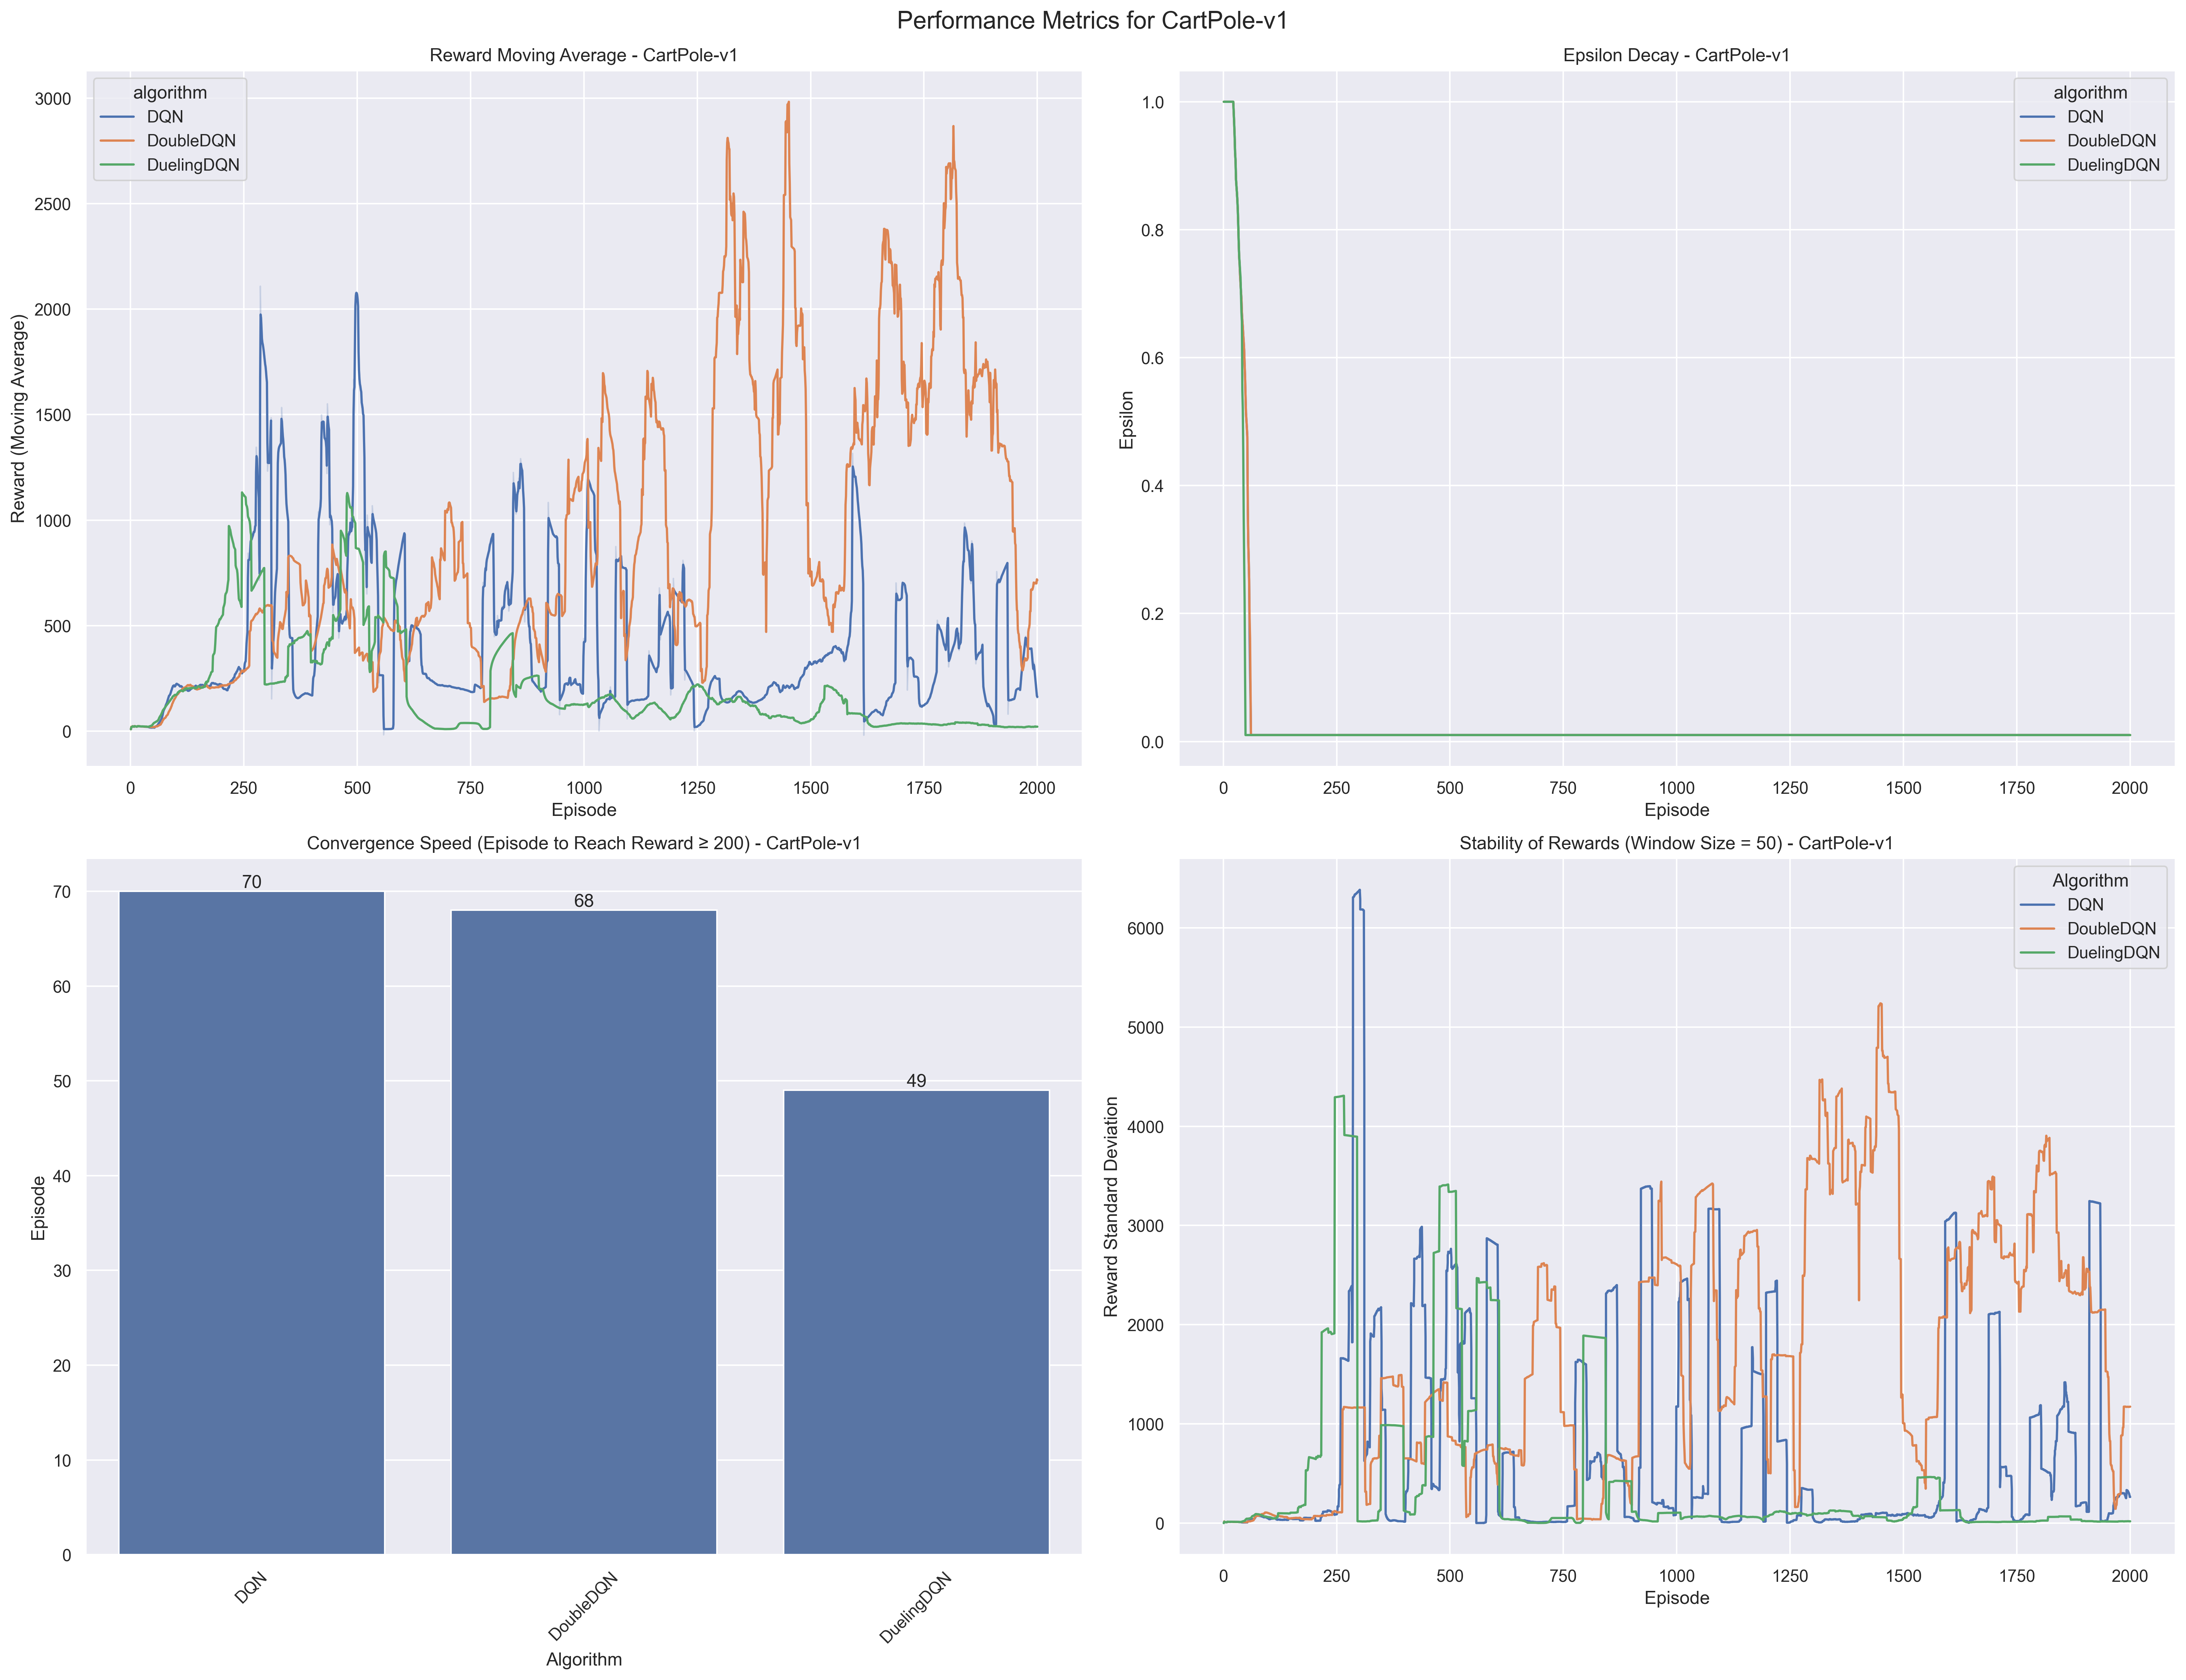 Performance Metrics for CartPole-v1
Reward Moving Average - CartPole-v1
algorithm
DQN
DoubleDQN
DuelingDQN
Reward (Moving Average)
3000
2500
2000
1500
1000
500
0
0 250 500 750 1000 1250 1500 1750 2000
Episode
Epsilon Decay - CartPole-v1
algorithm
DQN
DoubleDQN
DuelingDQN
Epsilon
1.0
0.8
0.6
0.4
0.2
0.0
0 250 500 750 1000 1250 1500 1750 2000
Episode
Convergence Speed (Episode to Reach Reward ≥ 200) - CartPole-v1
Episode
70
60
50
40
30
20
10
0
70
68
49
DQN
DoubleDQN
DuelingDQN
Algorithm
Stability of Rewards (Window Size = 50) - CartPole-v1
Algorithm
DQN
DoubleDQN
DuelingDQN
Reward Standard Deviation
6000
5000
4000
3000
2000
1000
0
0 250 500 750 1000 1250 1500 1750 2000
Episode